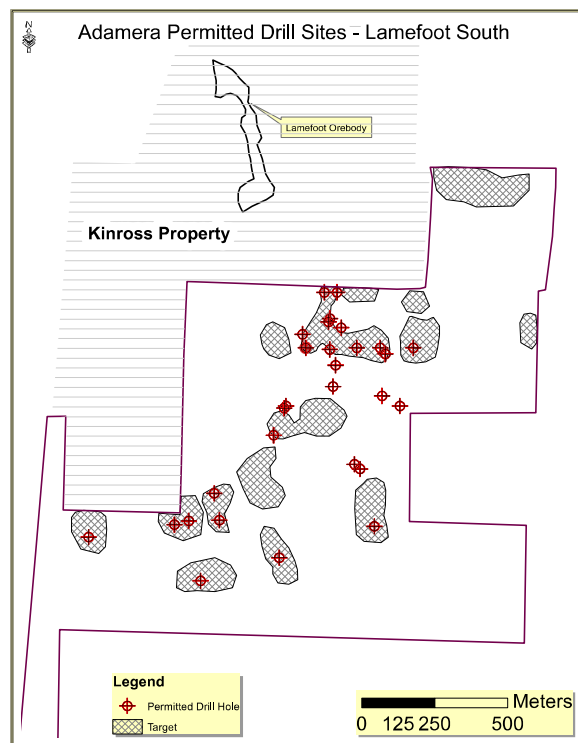 Adamera Permitted Drill Sites - Lamefoot South
N
Lamefoot Orebody
Kinross Property
Legend
Permitted Drill Hole
Target
Meters
0 125 250 500